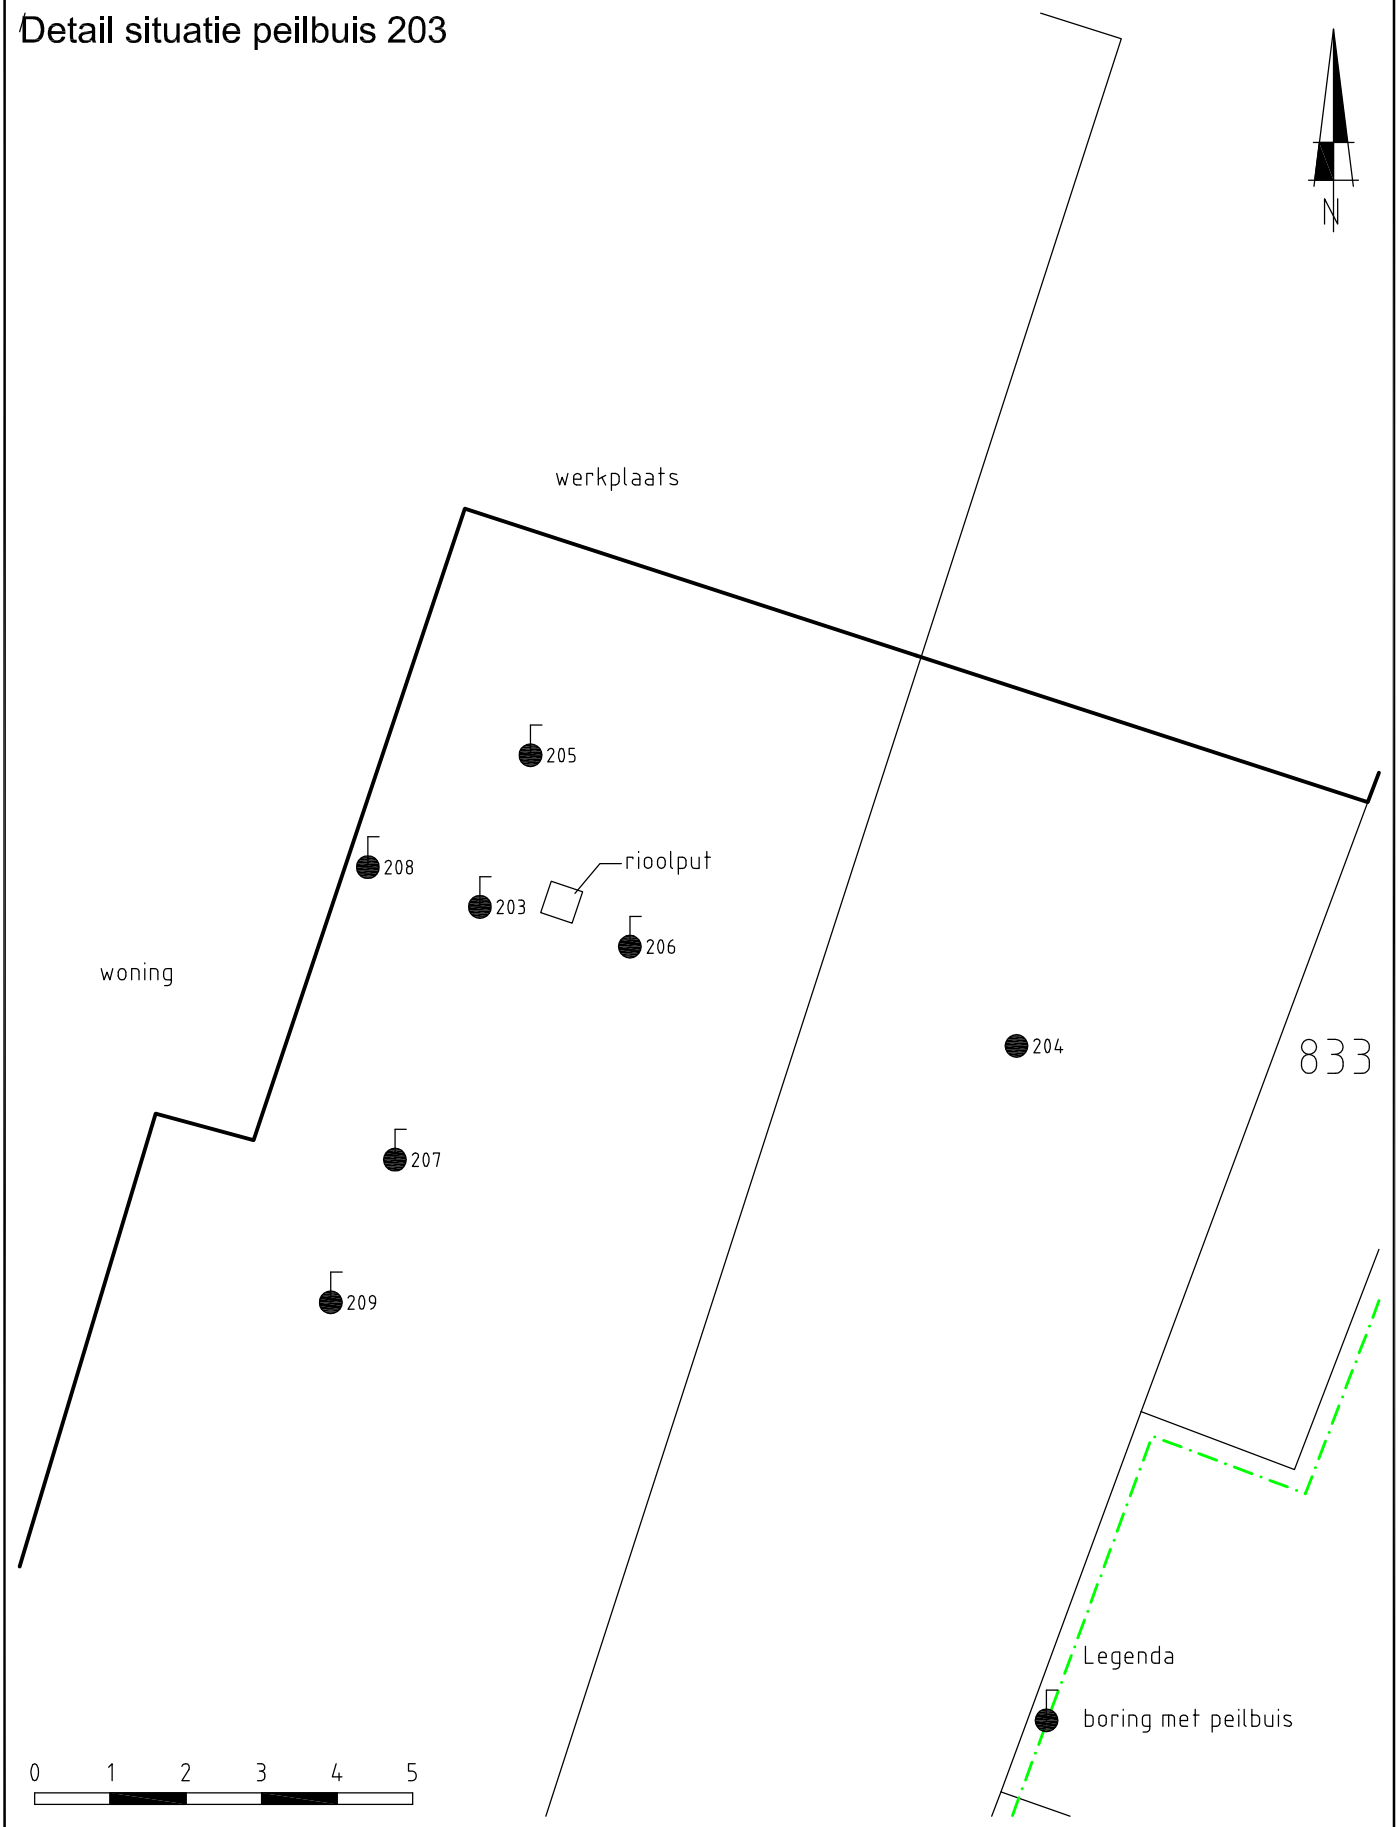 Detail situatie peilbuis 203
N
werkplaats
205
208
rioolput
203
206
woning
204
833
207
209
Legenda
boring met peilbuis
0 1 2 3 4 5